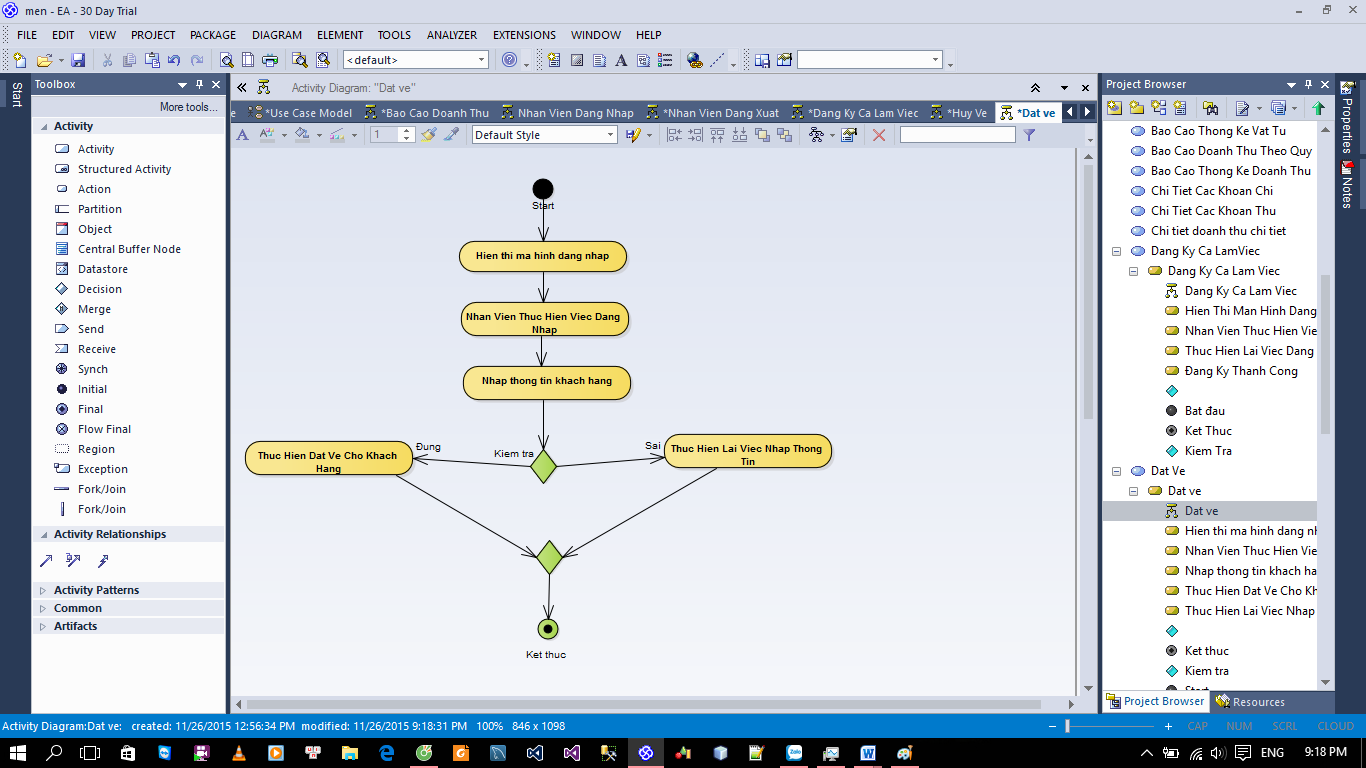 men - EA - 30 Day Trial
FILE EDIT VIEW PROJECT PACKAGE DIAGRAM ELEMENT TOOLS ANALYZER EXTENSIONS WINDOW HELP
<default>
Start
Toolbox
More tools...
Activity
Activity
Structured Activity
Action
Partition
Object
Central Buffer Node
Datastore
Decision
Merge
Send
Receive
Synch
Initial
Final
Flow Final
Region
Exception
Fork/Join
Fork/Join
Activity Relationships
Activity Patterns
Common
Artifacts
Activity Diagram: "Dat ve"
e *Use Case Model *Bao Cao Doanh Thu Nhan Vien Dang Nhap *Nhan Vien Dang Xuat *Dang Ky Ca Lam Viec *Huy Ve *Dat ve
1 Default Style
Start
Hien thi ma hinh dang nhap
Nhan Vien Thuc Hien Viec Dang
Nhap
Nhap thong tin khach hang
Đung
Kiem tra
Sai
Thuc Hien Dat Ve Cho Khach
Hang
Thuc Hien Lai Viec Nhap Thong
Tin
Ket thuc
Project Browser
Bao Cao Thong Ke Vat Tu
Bao Cao Doanh Thu Theo Quy
Bao Cao Thong Ke Doanh Thu
Chi Tiet Cac Khoan Chi
Chi Tiet Cac Khoan Thu
Chi tiet doanh thu chi tiet
Dang Ky Ca LamViec
Dang Ky Ca Lam Viec
Dang Ky Ca Lam Viec
Hien Thi Man Hinh Dang
Nhan Vien Thuc Hien Vie
Thuc Hien Lai Viec Dang
Đang Ky Thanh Cong
Bat đau
Ket Thuc
Kiem Tra
Dat Ve
Dat ve
Dat ve
Hien thi ma hinh dang nh
Nhan Vien Thuc Hien Vie
Nhap thong tin khach ha
Thuc Hien Dat Ve Cho Kh
Thuc Hien Lai Viec Nhap
Ket thuc
Kiem tra
Start
Project Browser Resources
Properties
Notes
Activity Diagram:Dat ve: created: 11/26/2015 12:56:34 PM modified: 11/26/2015 9:18:31 PM 100% 846 x 1098
CAP NUM SCRL CLOUD
ENG 9:18 PM